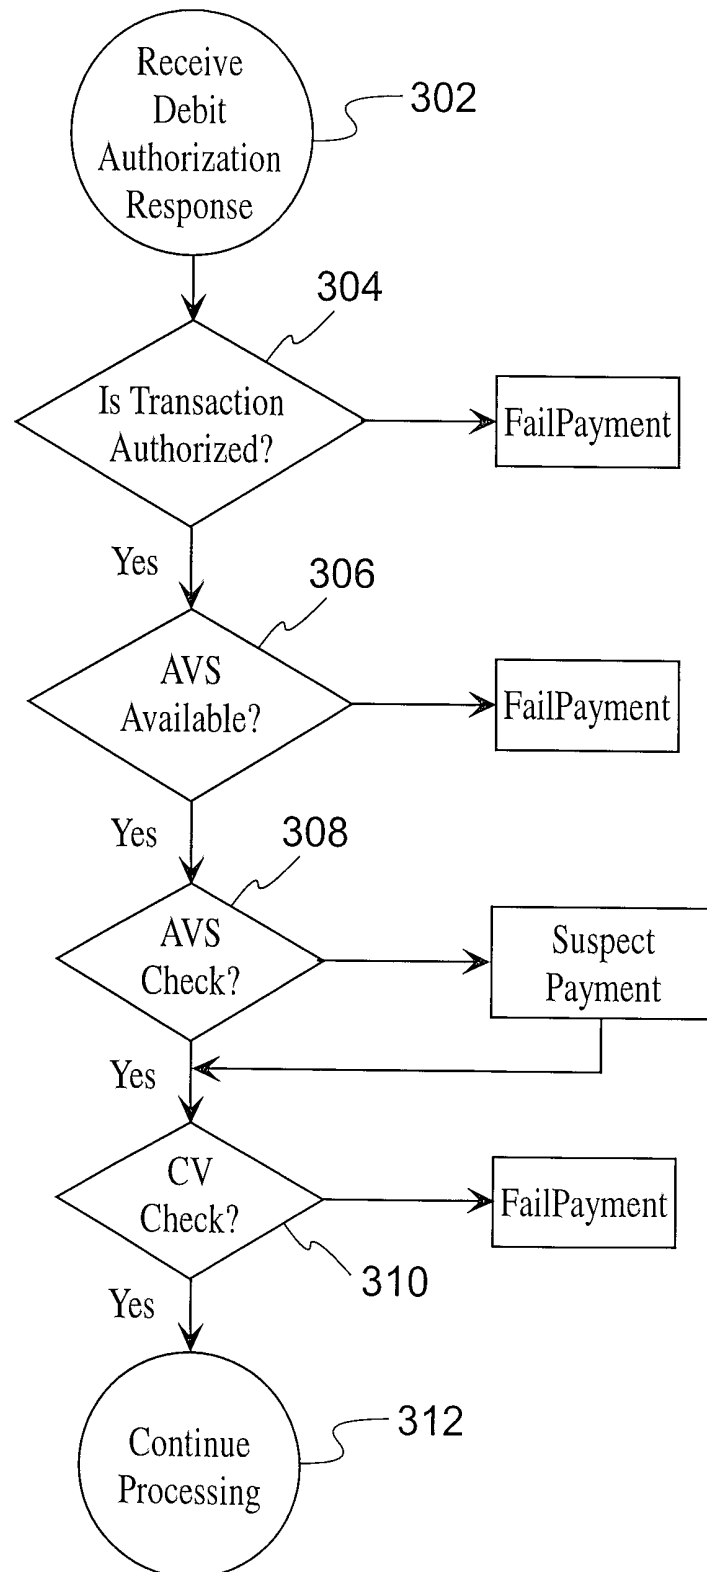 Receive
Debit
Authorization
Response
302
304
Is Transaction
Authorized?
FailPayment
Yes
306
AVS
Available?
FailPayment
Yes
308
AVS
Check?
Suspect
Payment
Yes
CV
Check?
FailPayment
310
Yes
Continue
Processing
312